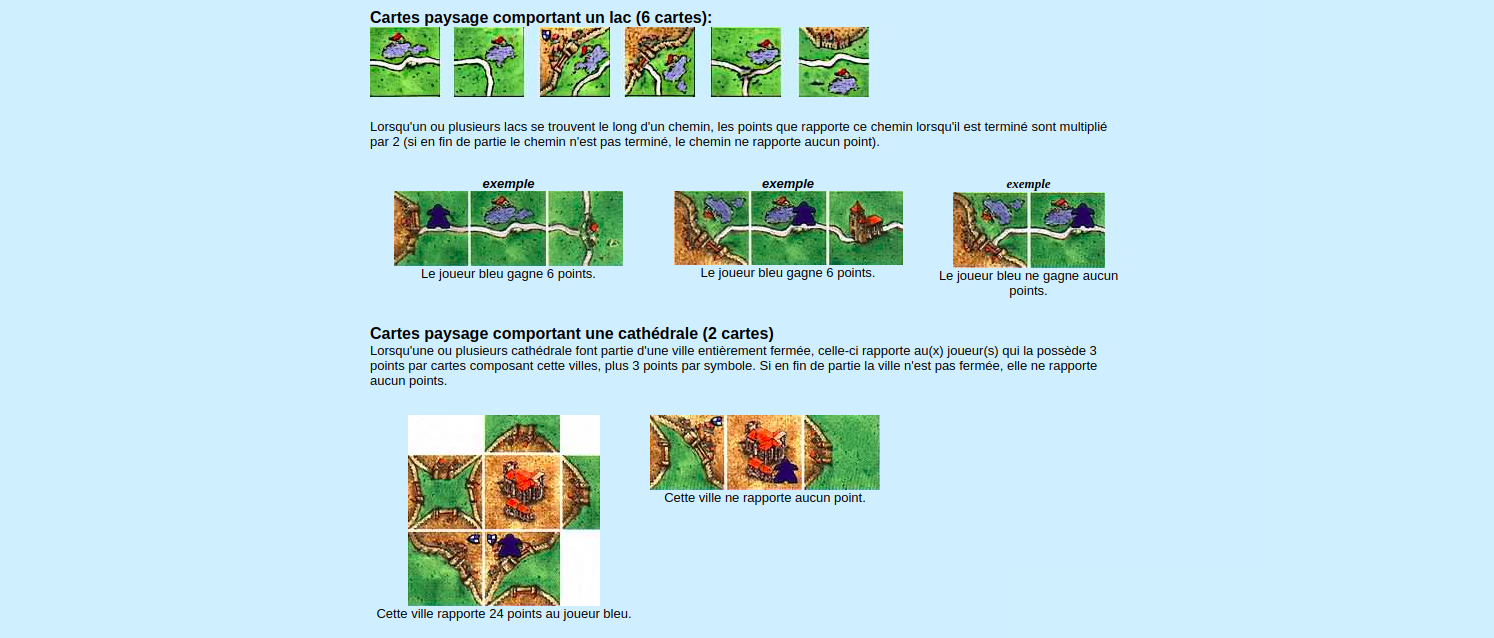 Cartes paysage comportant un lac (6 cartes):
Lorsqu'un ou plusieurs lacs se trouvent le long d'un chemin, les points que rapporte ce chemin lorsqu'il est terminé sont multiplié
par 2 (si en fin de partie le chemin n'est pas terminé, le chemin ne rapporte aucun point).
exemple
Le joueur bleu gagne 6 points.
exemple
Le joueur bleu gagne 6 points.
exemple
Le joueur bleu ne gagne aucun
points.
Cartes paysage comportant une cathédrale (2 cartes)
Lorsqu'une ou plusieurs cathédrale font partie d'une ville entièrement fermée, celle-ci rapporte au(x) joueur(s) qui la possède 3
points par cartes composant cette villes, plus 3 points par symbole. Si en fin de partie la ville n'est pas fermée, elle ne rapporte
aucun points.
Cette ville rapporte 24 points au joueur bleu.
Cette ville ne rapporte aucun point.